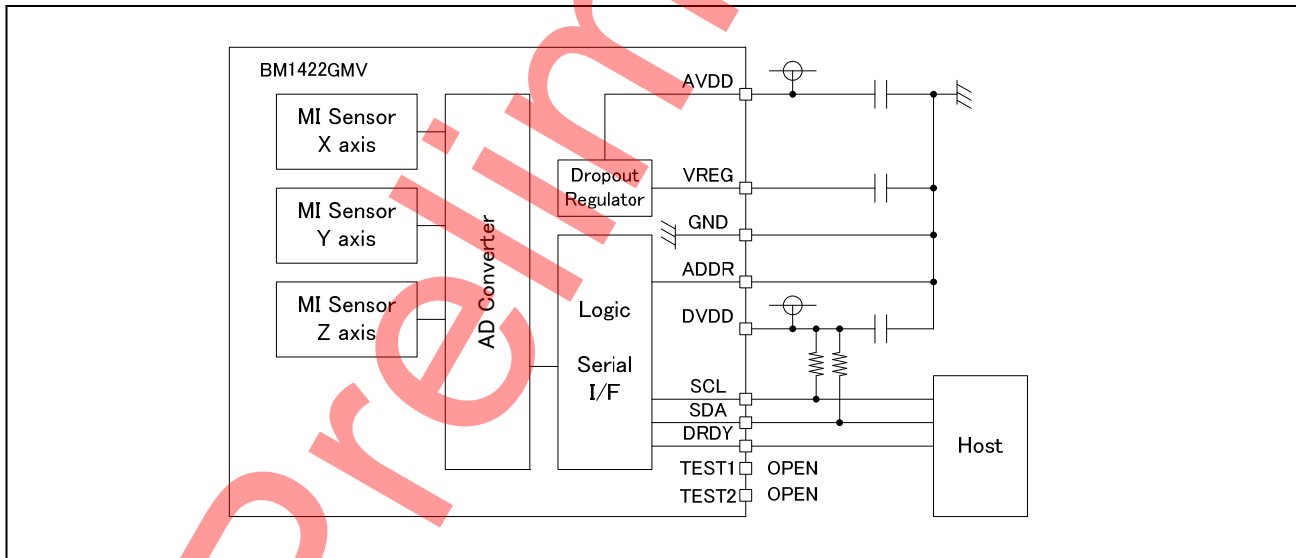 BM1422GMV
MI Sensor
X axis
MI Sensor
Y axis
MI Sensor
Z axis
AD Converter
Dropout
Regulator
Logic
Serial
I/F
AVDD
VREG
GND
ADDR
DVDD
SCL
SDA
DRDY
TEST1 OPEN
TEST2 OPEN
Host
Prelim